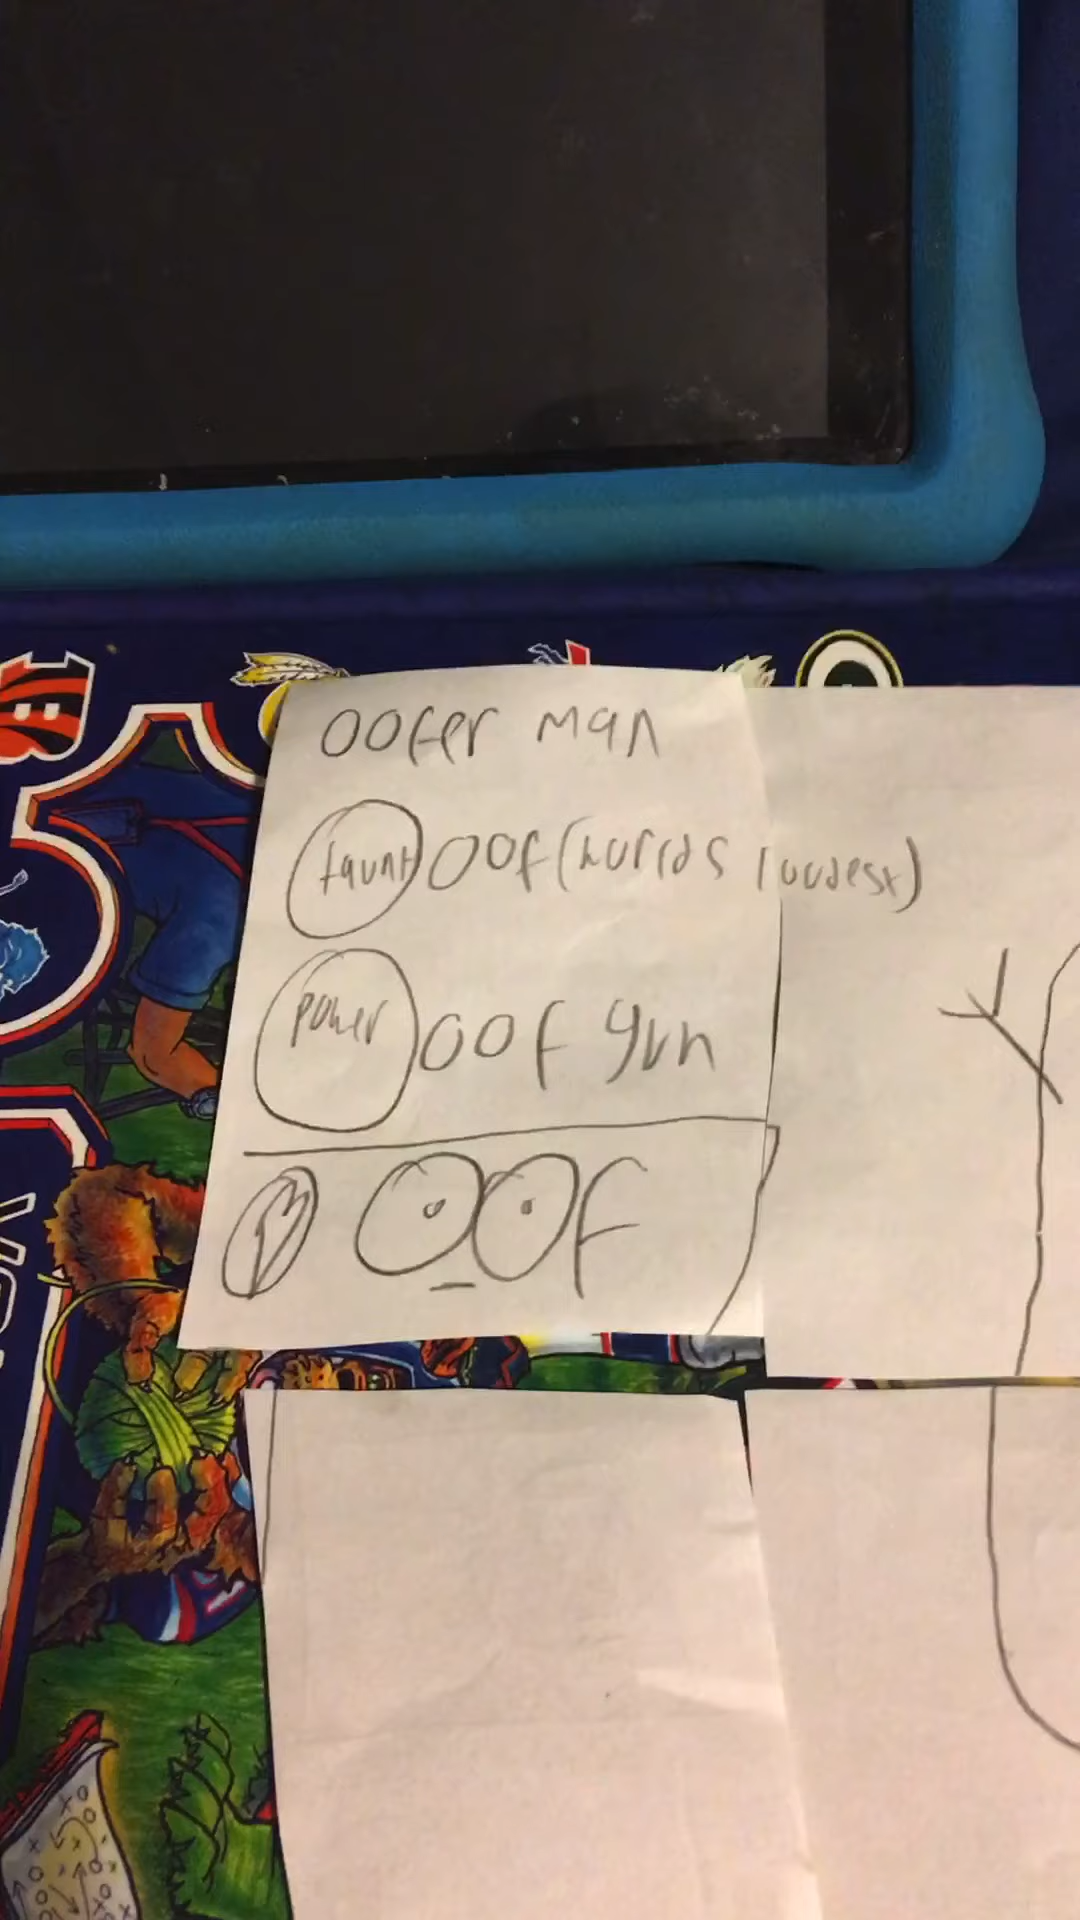 oofer man
taunt oof (worlds loudest)
power oof gun
oof